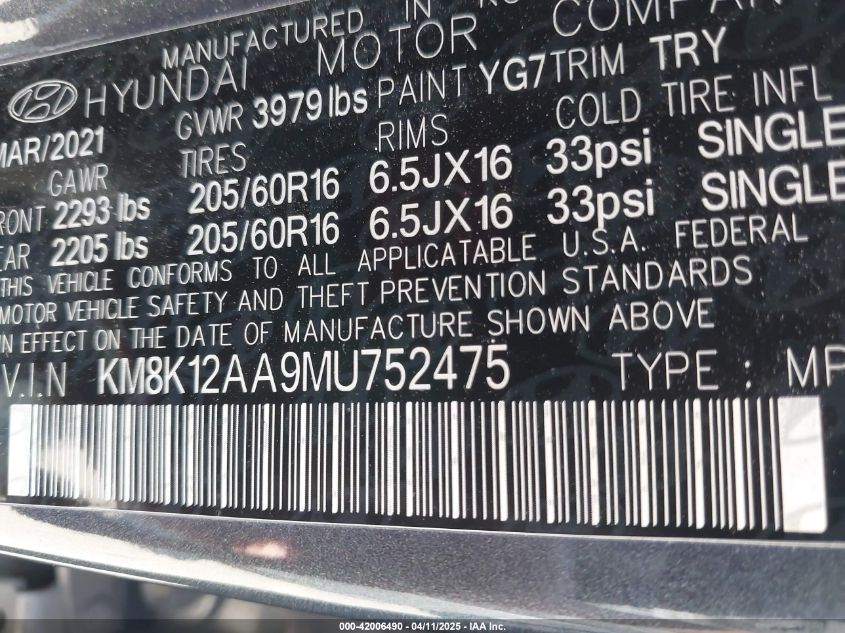 MANUFACTURED IN
HYUNDAI MOTOR COMPAN
GVWR 3979 lbs PAINT YG7 TRIM TRY
MAR/2021 TIRES RIMS COLD TIRE INFL
GAWR
FRONT 2293 lbs 205/60R16 6.5JX16 33psi SINGLE
EAR 2205 lbs 205/60R16 6.5JX16 33psi SINGLE
THIS VEHICLE CONFORMS TO ALL APPLICATABLE U.S.A. FEDERAL
MOTOR VEHICLE SAFETY AND THEFT PREVENTION STANDARDS
IN EFFECT ON THE DATE OF MANUFACTURE SHOWN ABOVE
V.I.N KM8K12AA9MU752475 TYPE : MP
000-42006490 - 04/11/2025 - IAA Inc.